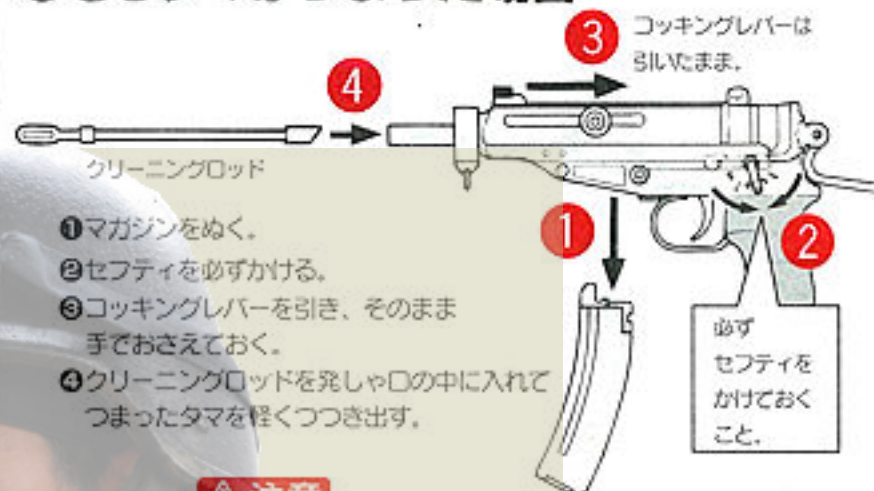 コッキングレバーは
引いたまま.
3
4
クリーニングロッド
❶マガジンをぬく。
❷セフティを必ずかける。
❸コッキングレバーを引き、そのまま
手でおさえておく。
❹クリーニングロッドを発しゃ口の中に入れて
つまったタマを軽くつつき出す。
1
2
必ず
セフティを
かけておく
こと.
注意